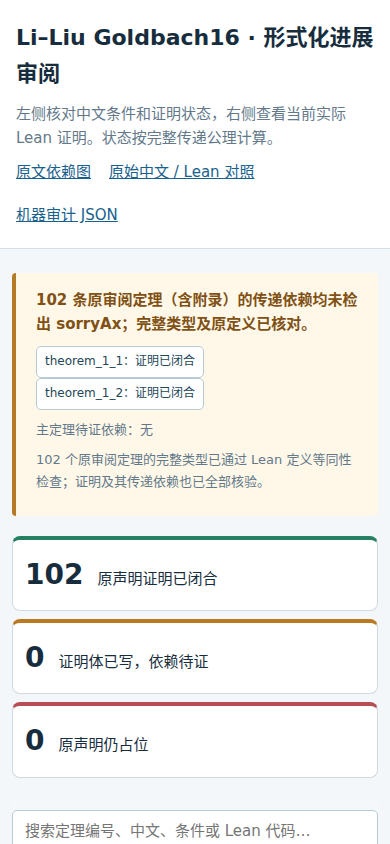 Li–Liu Goldbach16 · 形式化进展
审阅
左侧核对中文条件和证明状态，右侧查看当前实际
Lean 证明。状态按完整传递公理计算。
原文依赖图 原始中文 / Lean 对照
机器审计 JSON
102 条原审阅定理（含附录）的传递依赖均未检
出 sorryAx；完整类型及原定义已核对。
theorem_1_1：证明已闭合
theorem_1_2：证明已闭合
主定理待证依赖：无
102 个原审阅定理的完整类型已通过 Lean 定义等同性
检查；证明及其传递依赖也已全部核验。
102 原声明证明已闭合
0 证明体已写，依赖待证
0 原声明仍占位
搜索定理编号、中文、条件或 Lean 代码…